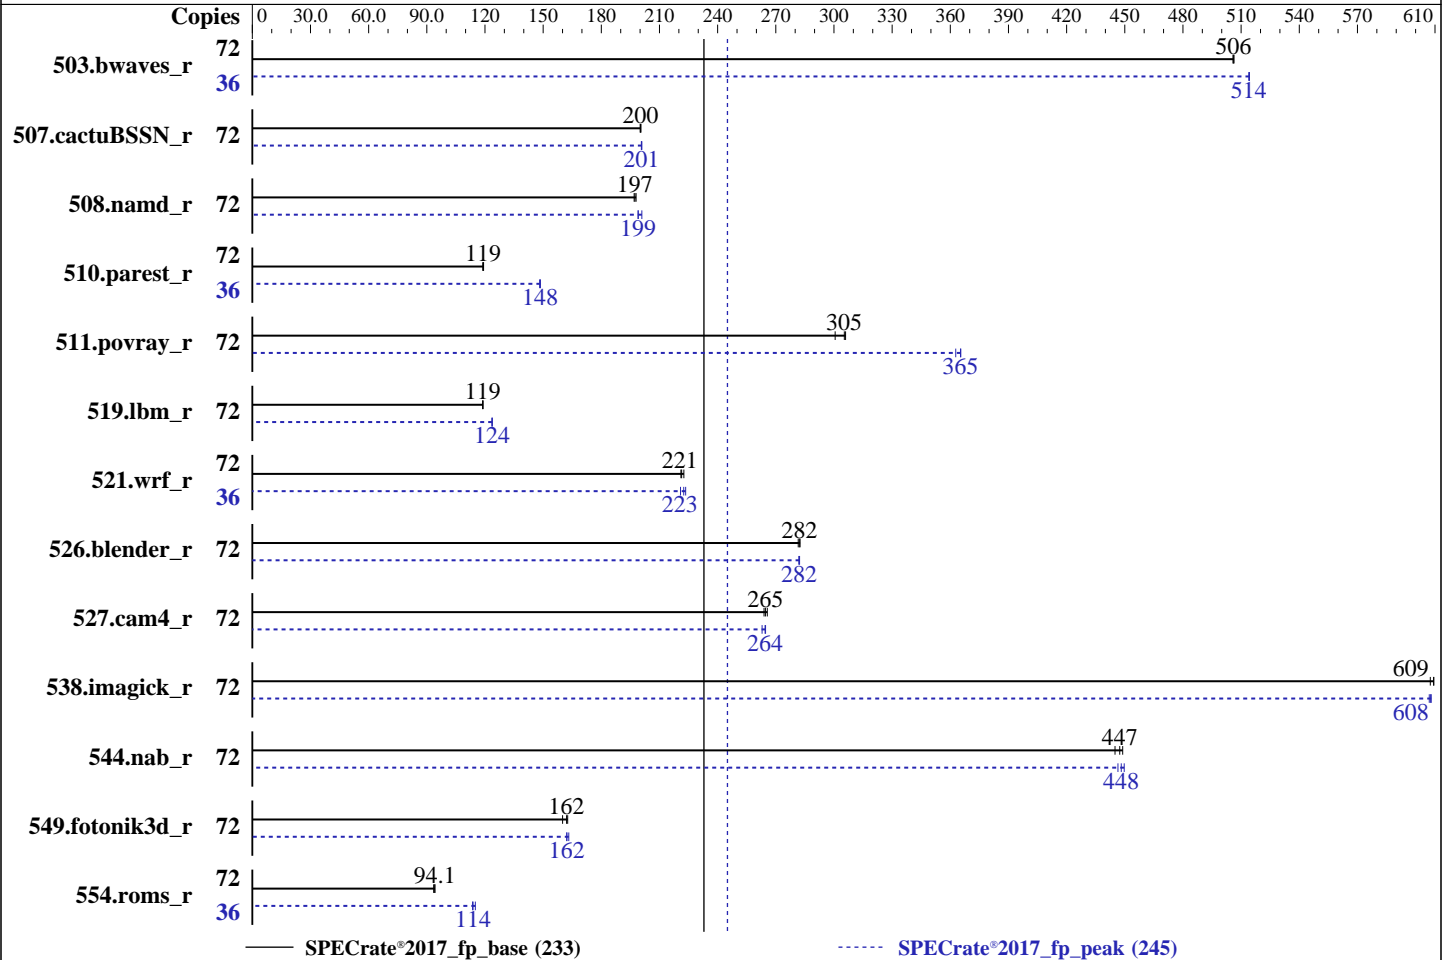 Copies 0 30.0 60.0 90.0 120 150 180 210 240 270 300 330 360 390 420 450 480 510 540 570 610
503.bwaves_r 72 506
36 514
507.cactuBSSN_r 72 200
201
508.namd_r 72 197
199
510.parest_r 72 119
36 148
511.povray_r 72 305
365
519.lbm_r 72 119
124
521.wrf_r 72 221
36 223
526.blender_r 72 282
282
527.cam4_r 72 265
264
538.imagick_r 72 609
608
544.nab_r 72 447
448
549.fotonik3d_r 72 162
162
554.roms_r 72 94.1
36 114
SPECrate®2017_fp_base (233) SPECrate®2017_fp_peak (245)